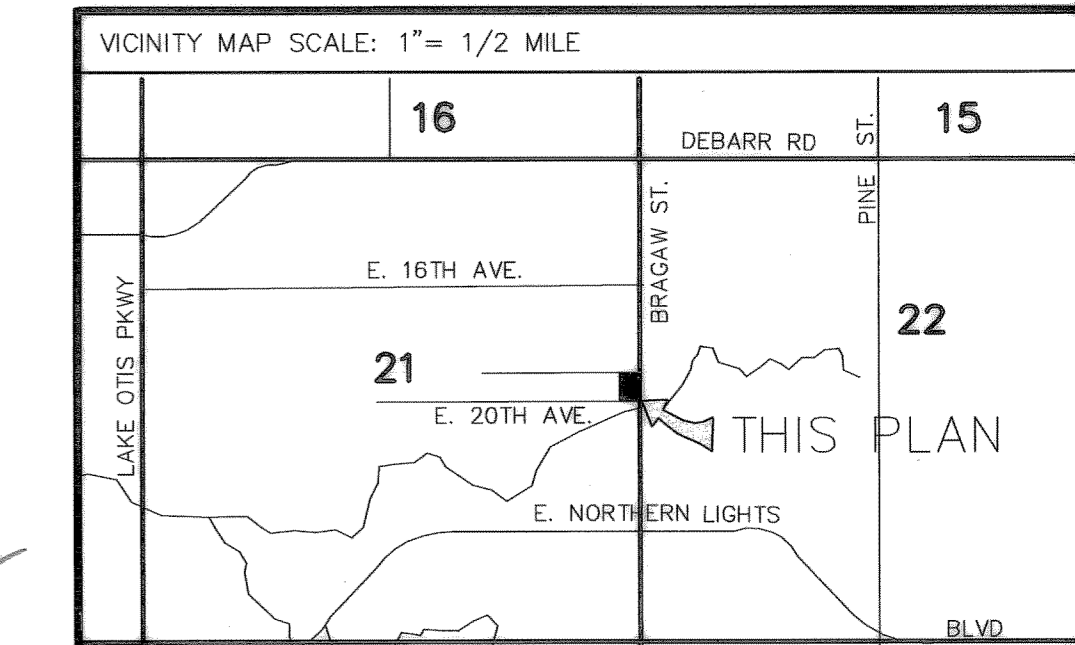 VICINITY MAP SCALE: 1"= 1/2 MILE
16
15
DEBARR RD
PINE ST.
BRAGAW ST.
E. 16TH AVE.
LAKE OTIS PKWY
22
21
E. 20TH AVE.
THIS PLAN
E. NORTHERN LIGHTS
BLVD